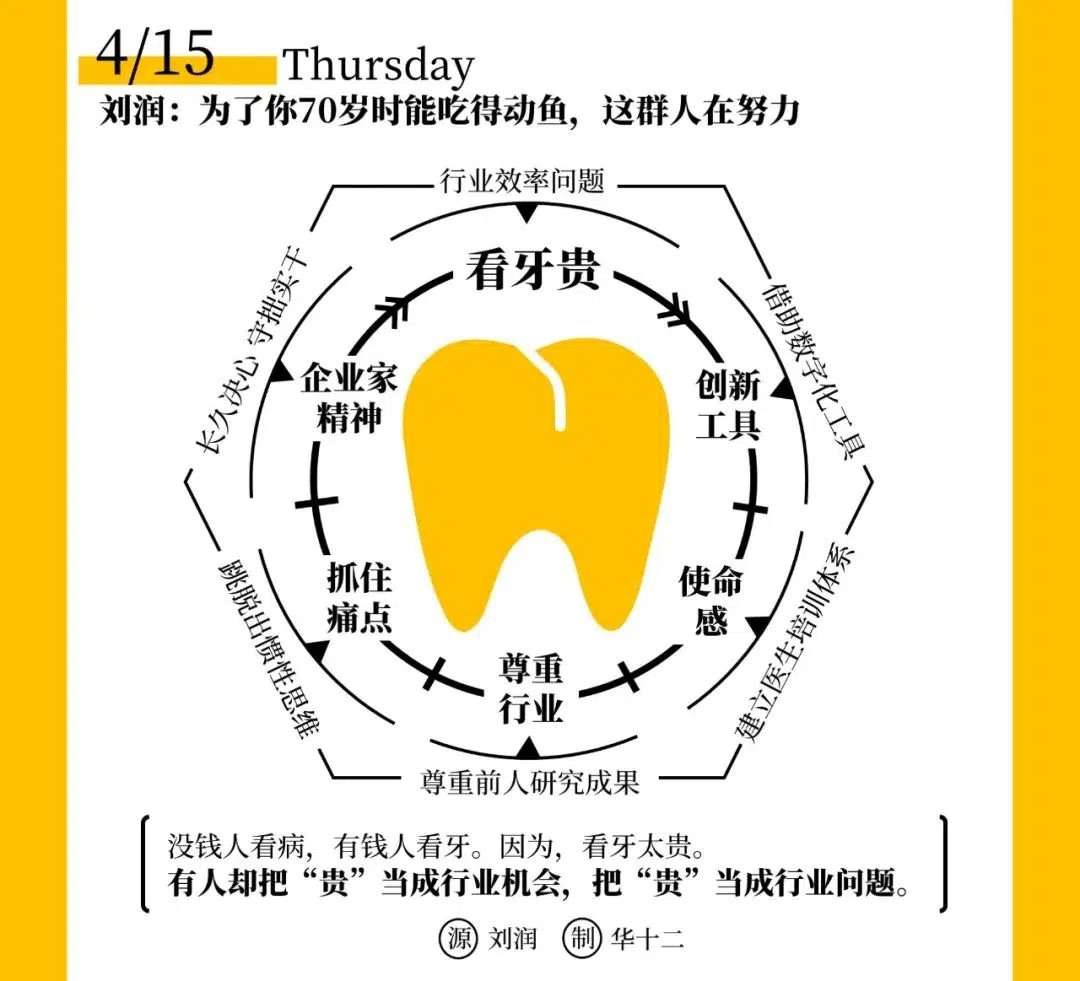 4/15 Thursday
刘润：为了你70岁时能吃得动鱼，这群人在努力
行业效率问题
看牙贵
借助数字化工具
创新
工具
建立医生培训体系
使命
感
尊重
行业
尊重前人研究成果
跳脱出惯性思维
抓住
痛点
长久决心 守拙实干
企业家
精神
没钱人看病，有钱人看牙。因为，看牙太贵。
有人却把“贵”当成行业机会，把“贵”当成行业问题。
源 刘润 制 华十二